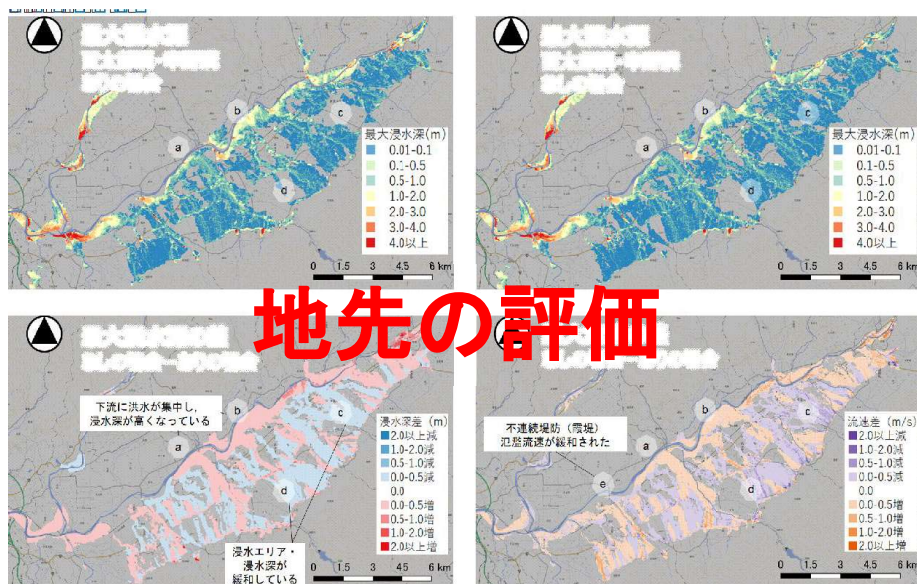 b
a
c
d
最大浸水深(m)
0.01-0.1
0.1-0.5
0.5-1.0
1.0-2.0
2.0-3.0
3.0-4.0
4.0以上
0 1.5 3 4.5 6 km
b
a
c
d
最大浸水深(m)
0.01-0.1
0.1-0.5
0.5-1.0
1.0-2.0
2.0-3.0
3.0-4.0
4.0以上
0 1.5 3 4.5 6 km
地先の評価
下流に洪水が集中し,
浸水深が高くなっている
b
a
c
d
浸水エリア・
浸水深が
緩和している
浸水深差 (m)
2.0以上減
1.0-2.0減
0.5-1.0減
0.0-0.5減
0.0
0.0-0.5増
0.5-1.0増
1.0-2.0増
2.0以上増
0 1.5 3 4.5 6 km
不連続堤防(霞堤)
氾濫流速が緩和された
b
a
c
d
e
流速差 (m/s)
2.0以上減
1.0-2.0減
0.5-1.0減
0.0-0.5減
0.0
0.0-0.5増
0.5-1.0増
1.0-2.0増
2.0以上増
0 1.5 3 4.5 6 km